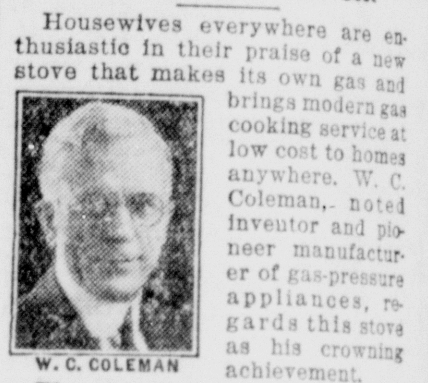 Housewives everywhere are en-
thusiastic in their praise of a new
stove that makes its own gas and
brings modern gas
cooking service at
low cost to homes
anywhere. W. C.
Coleman, noted
inventor and pio-
neer manufactur-
er of gas-pressure
appliances, re-
gards this stove
as his crowning
achievement.
W. C. COLEMAN